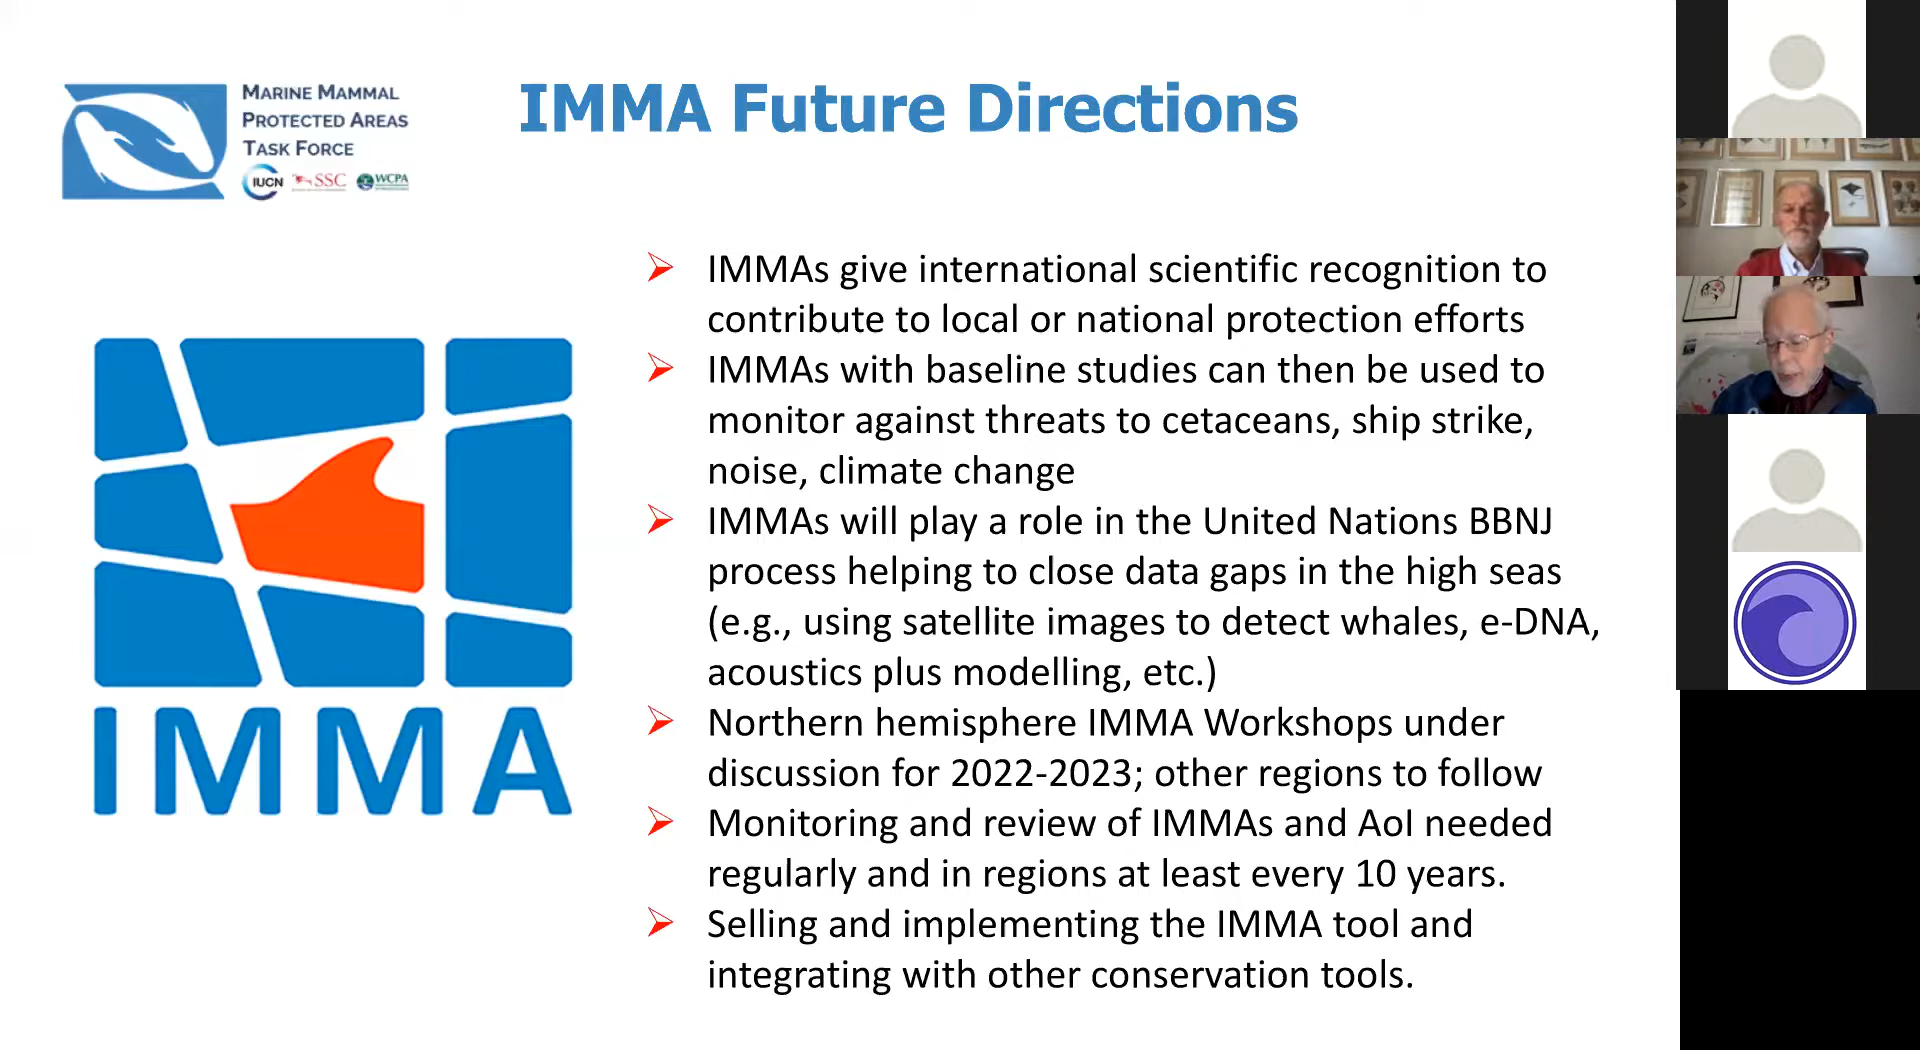 MARINE MAMMAL
PROTECTED AREAS
TASK FORCE
IUCN SSC WCPA
IMMA Future Directions
IMMAs give international scientific recognition to
contribute to local or national protection efforts
IMMAs with baseline studies can then be used to
monitor against threats to cetaceans, ship strike,
noise, climate change
IMMAs will play a role in the United Nations BBNJ
process helping to close data gaps in the high seas
(e.g., using satellite images to detect whales, e-DNA,
acoustics plus modelling, etc.)
Northern hemisphere IMMA Workshops under
discussion for 2022-2023; other regions to follow
Monitoring and review of IMMAs and AoI needed
regularly and in regions at least every 10 years.
Selling and implementing the IMMA tool and
integrating with other conservation tools.
IMMA